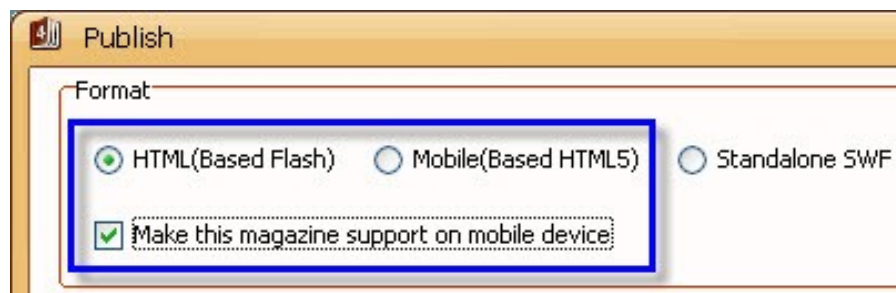 Publish
Format
HTML(Based Flash) Mobile(Based HTML5) Standalone SWF
Make this magazine support on mobile device